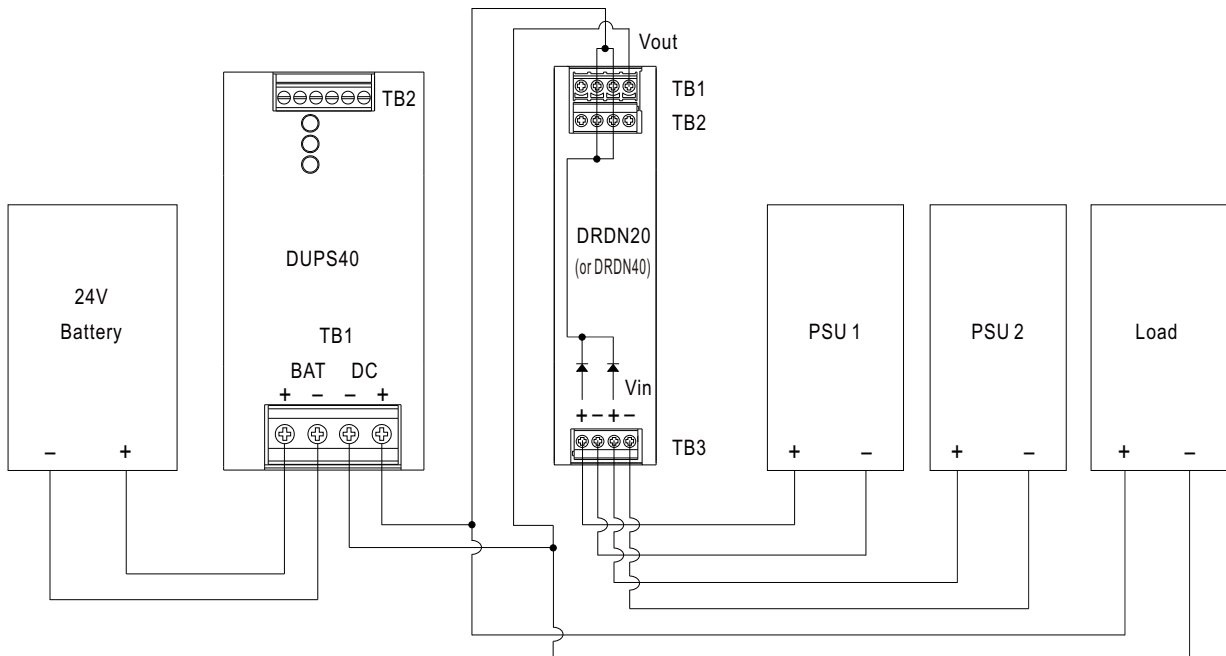 Vout
TB1
TB2
TB2
DUPS40
24V
Battery
TB1
BAT DC
+ − − +
− +
DRDN20
(or DRDN40)
Vin
+ − + −
TB3
PSU 1
+ −
PSU 2
+ −
Load
+ −